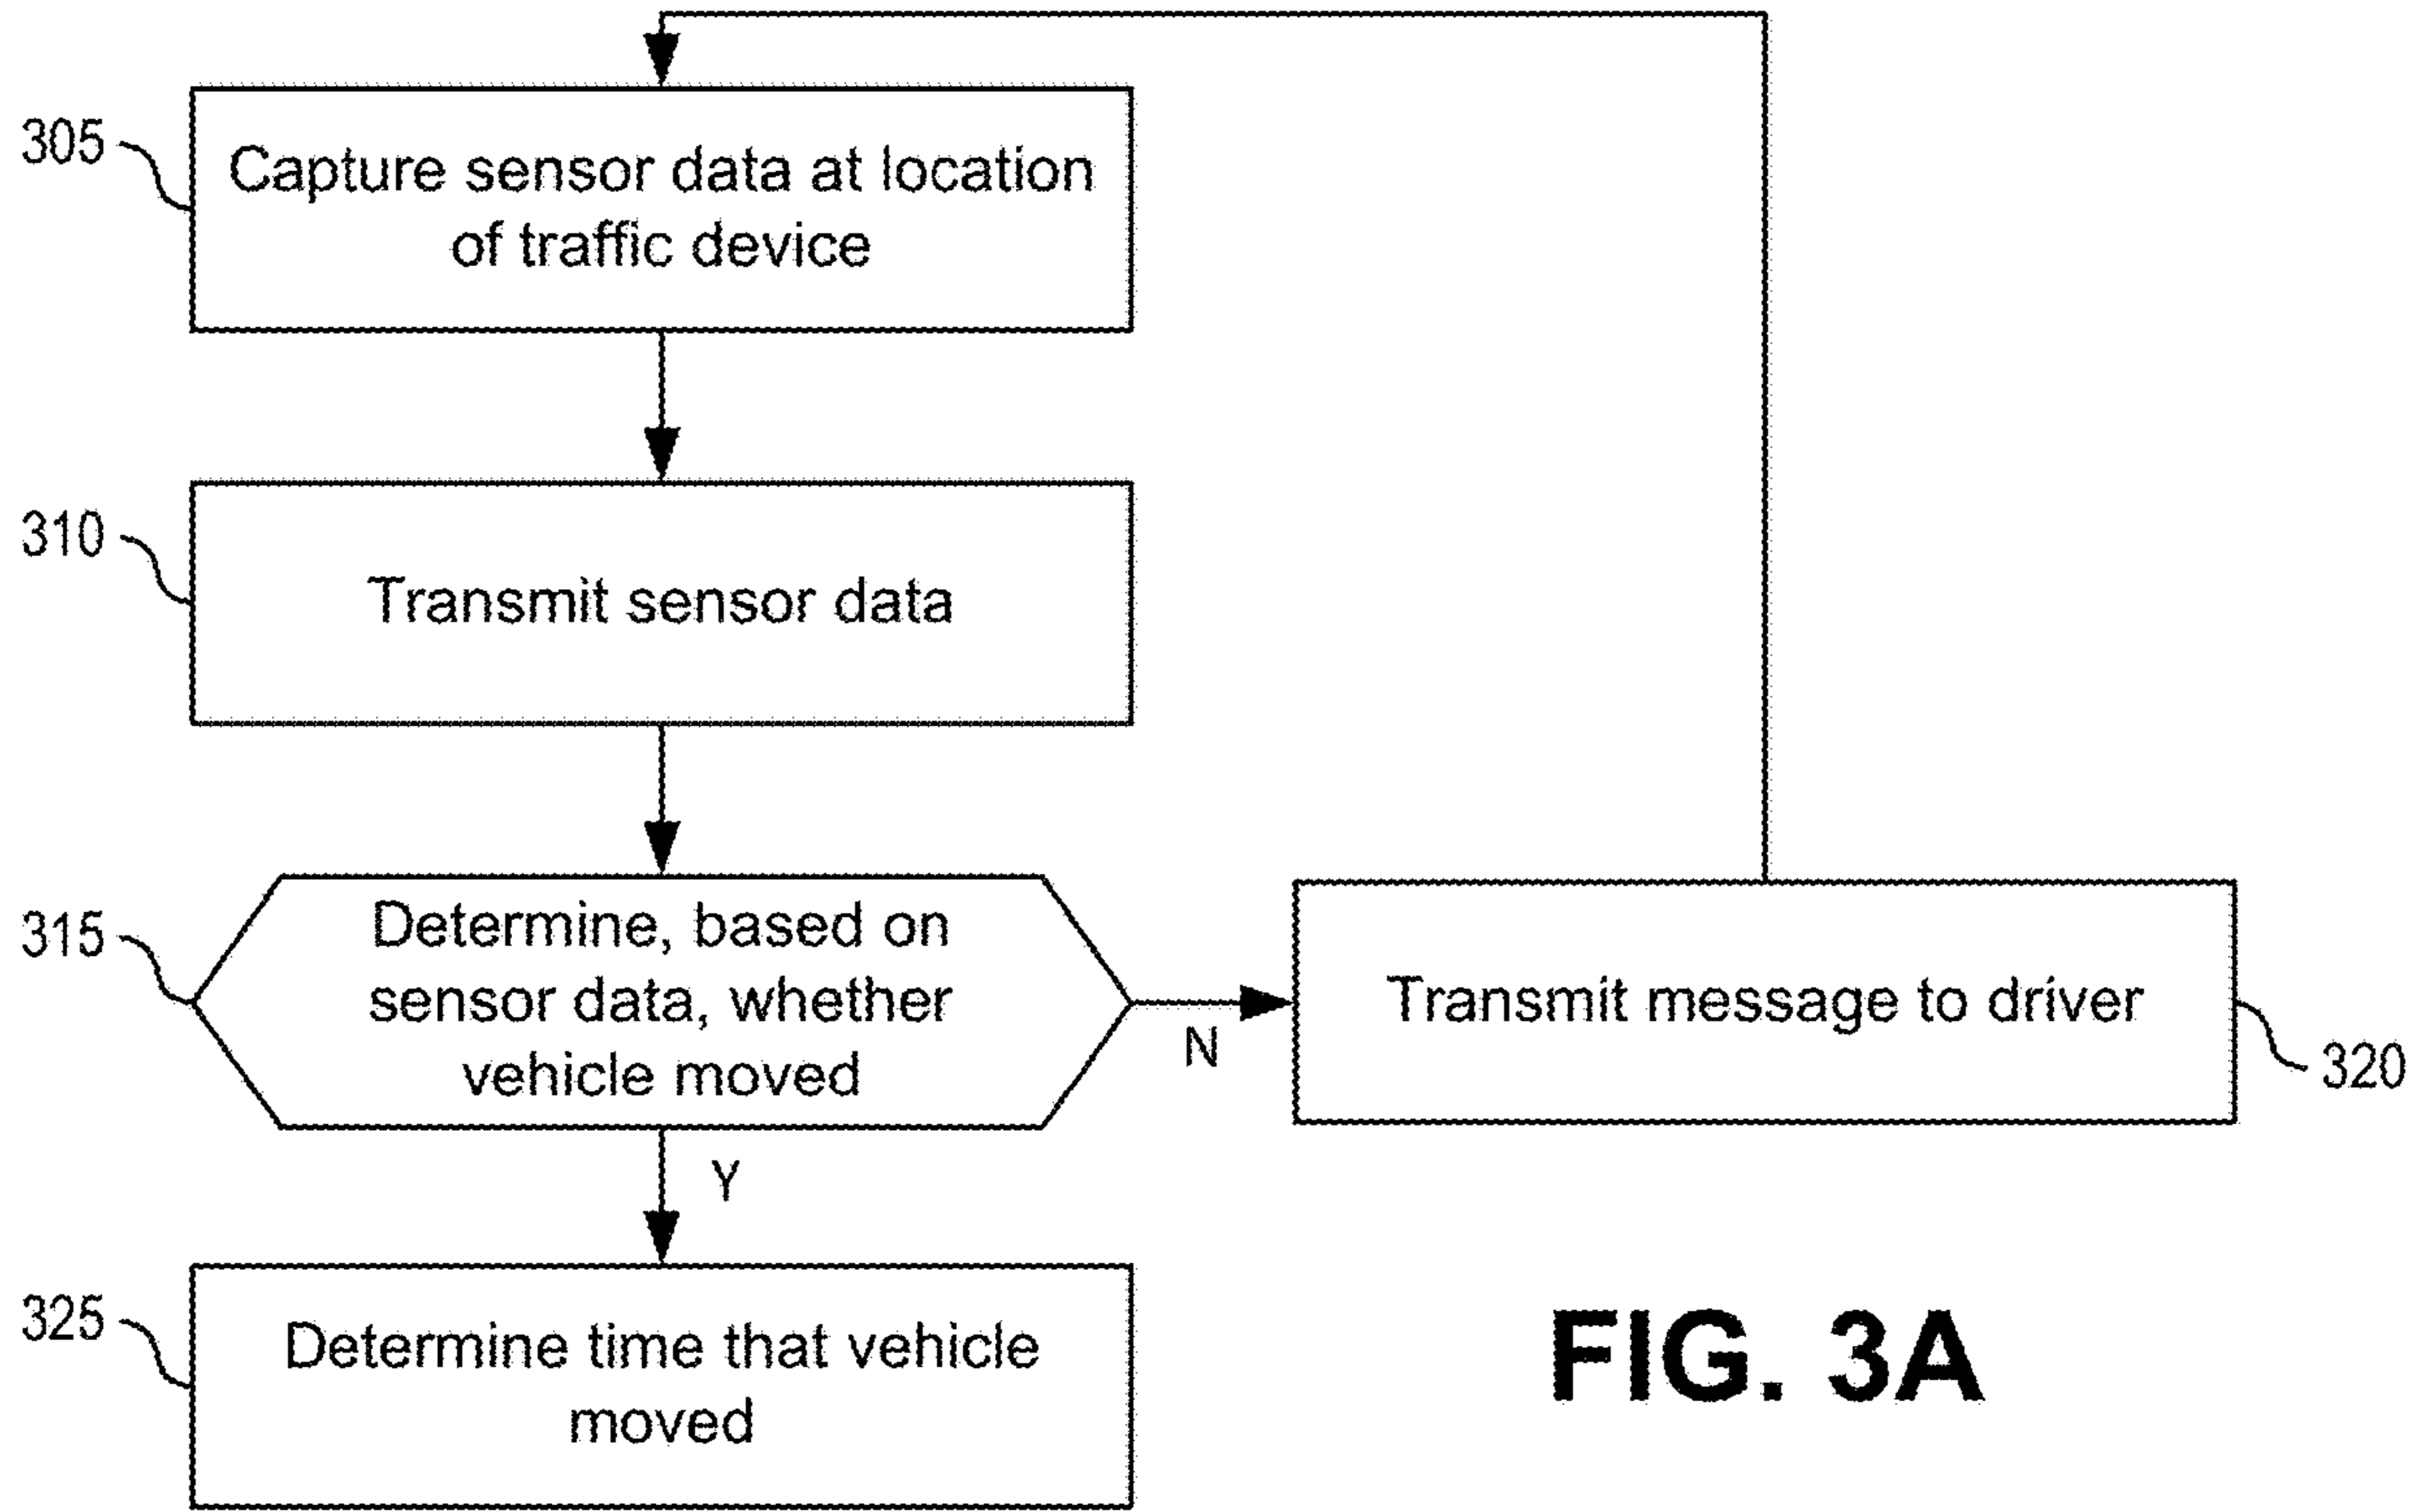 305
Capture sensor data at location
of traffic device
310
Transmit sensor data
315
Determine, based on
sensor data, whether
vehicle moved
N
Transmit message to driver
320
Y
325
Determine time that vehicle
moved
FIG. 3A